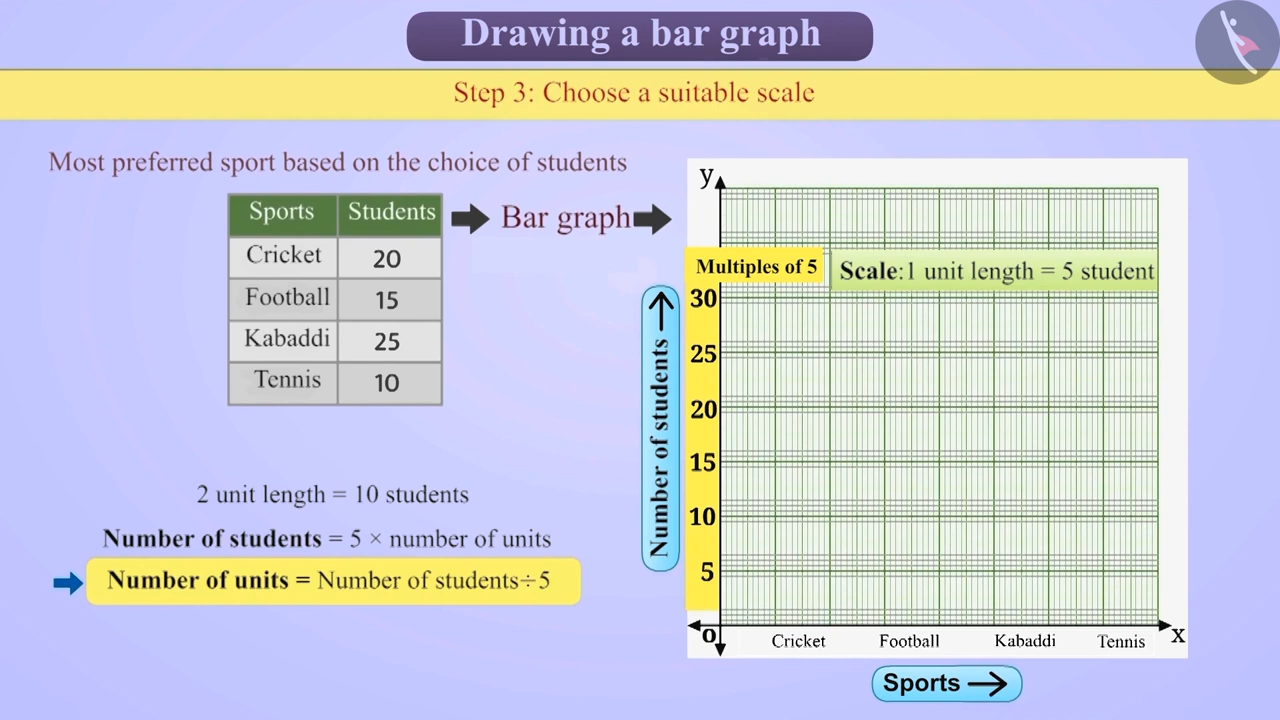 Drawing a bar graph
Step 3: Choose a suitable scale
Most preferred sport based on the choice of students
Sports Students
Cricket 20
Football 15
Kabaddi 25
Tennis 10
Bar graph
2 unit length = 10 students
Number of students = 5 × number of units
Number of units = Number of students÷5
y
Multiples of 5
Scale:1 unit length = 5 student
30
25
20
15
10
5
Number of students
O
Cricket Football Kabaddi Tennis
x
Sports